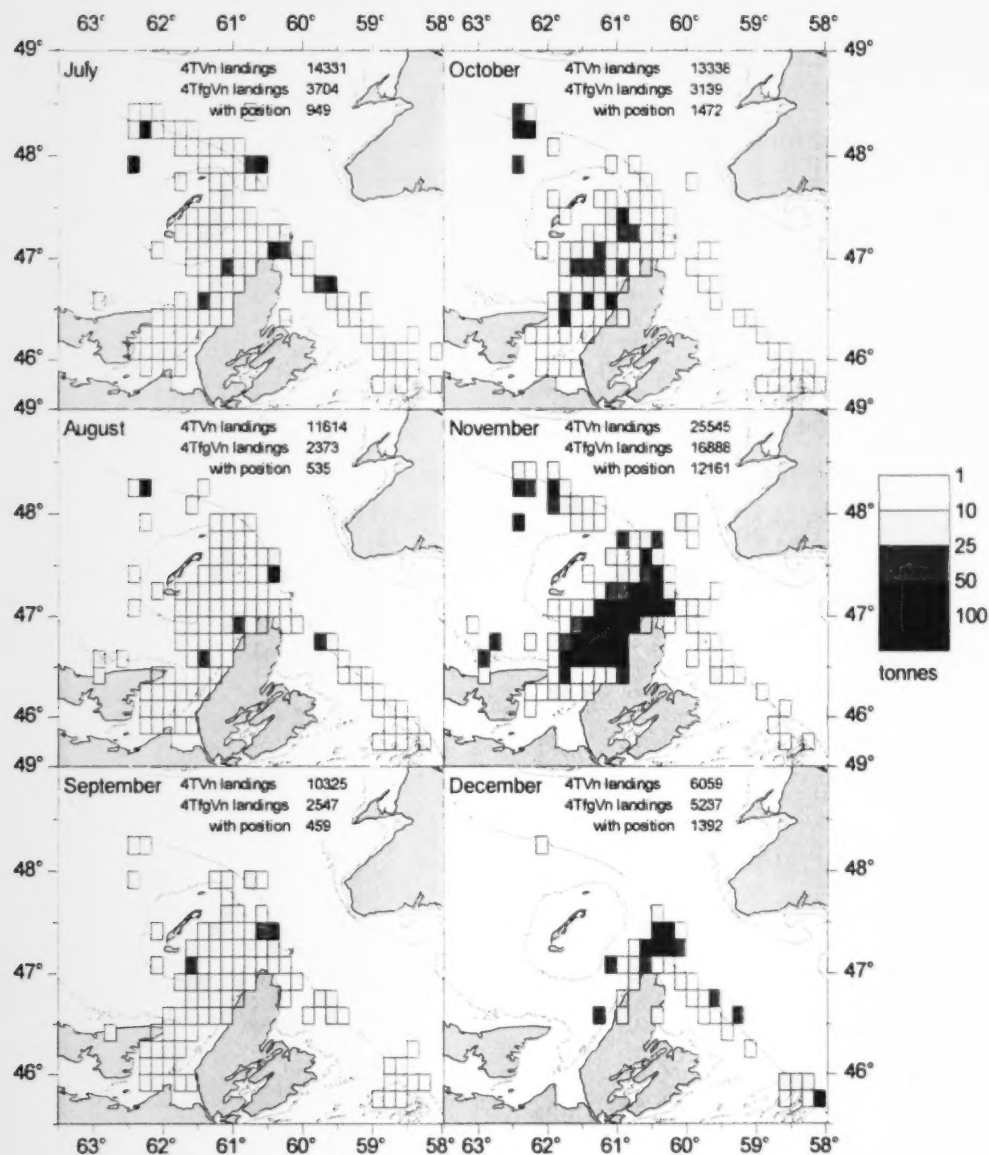 63° 62° 61° 60° 59° 58° 63° 62° 61° 60° 59° 58°
49° 49°
July 4TVn landings 14331
4TfgVn landings 3704
with position 949
October 4TVn landings 13336
4TfgVn landings 3139
with position 1472
48° 48°
47° 47°
46° 46°
49° 49°
August 4TVn landings 11614
4TfgVn landings 2373
with position 535
November 4TVn landings 25545
4TfgVn landings 16886
with position 12161
48° 48°
47° 47°
46° 46°
49° 49°
September 4TVn landings 10325
4TfgVn landings 2547
with position 459
December 4TVn landings 6059
4TfgVn landings 5237
with position 1392
48° 48°
47° 47°
46° 46°
63° 62° 61° 60° 59° 58° 63° 62° 61° 60° 59° 58°
1
10
25
50
100
tonnes